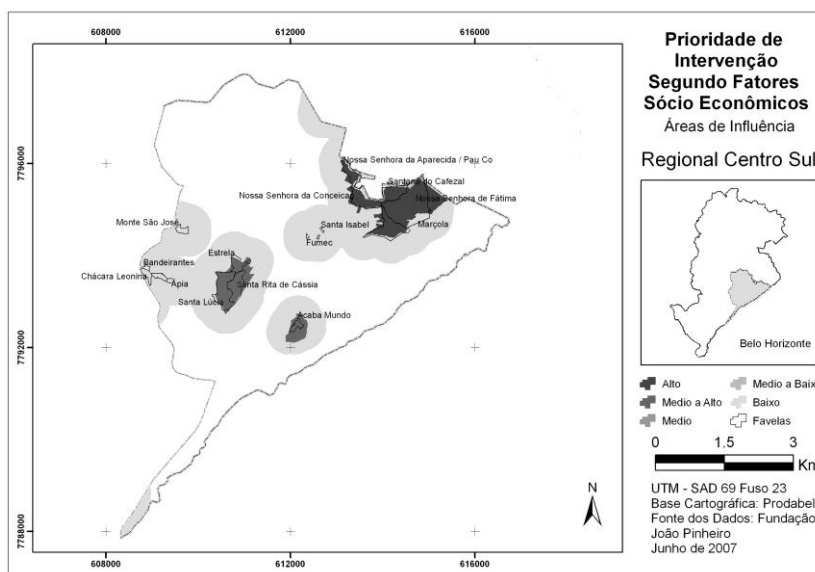 Prioridade de
Intervenção
Segundo Fatores
Sócio Econômicos
Áreas de Influência
Regional Centro Sul
608000
612000
616000
7796000
7796000
Nossa Senhora da Aparecida / Pau Co
Santana do Cafezal
Nossa Senhora da Conceicao
Nossa Senhora de Fátima
Monte São José
Santa Isabel
Marçola
Fumec
Estrela
Bandeirantes
Chácara Leonina
Apia
Santa Rita de Cássia
Santa Lúcia
Acaba Mundo
7792000
7792000
7788000
7788000
608000
612000
616000
Belo Horizonte
Alto
Medio a Baix
Medio a Alto
Baixo
Medio
Favelas
0 1.5 3
Km
N
UTM - SAD 69 Fuso 23
Base Cartográfica: Prodabel
Fonte dos Dados: Fundação
João Pinheiro
Junho de 2007